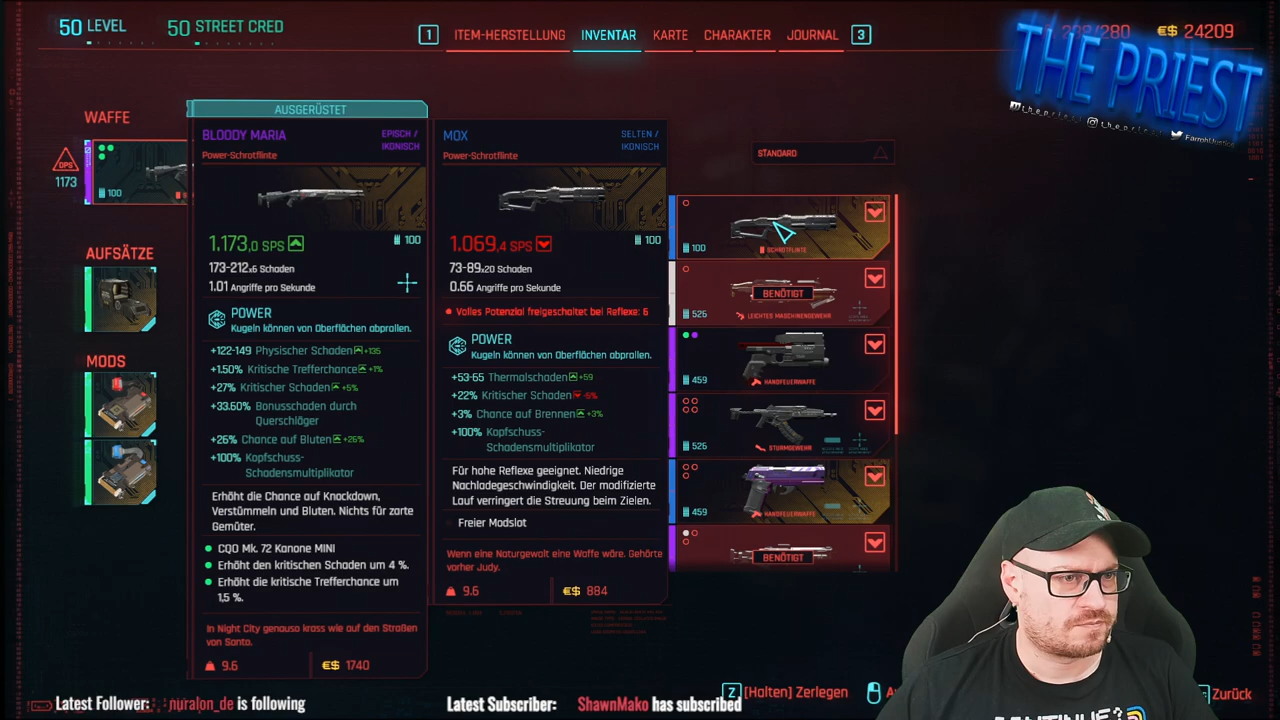 50 LEVEL
50 STREET CRED
1
ITEM-HERSTELLUNG
INVENTAR
KARTE
CHARAKTER
JOURNAL
3
€$ 24209
THE PRIEST
WAFFE
DPS
1173
100
AUFSÄTZE
MODS
AUSGERÜSTET
BLOODY MARIA
EPISCH /
IKONISCH
Power-Schrotflinte
1.173,0 SPS
100
173-212x6 Schaden
1.01 Angriffe pro Sekunde
POWER
Kugeln können von Oberflächen abprallen.
+122-149 Physischer Schaden +135
+1.50% Kritische Trefferchance +1%
+27% Kritischer Schaden +5%
+33.60% Bonusschaden durch
Querschläger
+26% Chance auf Bluten +26%
+100% Kopfschuss-
Schadensmultiplikator
Erhöht die Chance auf Knockdown,
Verstümmeln und Bluten. Nichts für zarte
Gemüter.
CQO Mk. 72 Kanone MINI
Erhöht den kritischen Schaden um 4 %.
Erhöht die kritische Trefferchance um
1,5 %.
In Night City genauso krass wie auf den Straßen
von Santo.
9.6
€$ 1740
MOX
SELTEN /
IKONISCH
Power-Schrotflinte
1.069,4 SPS
100
73-89x20 Schaden
0.66 Angriffe pro Sekunde
Volles Potenzial freigeschaltet bei Reflexe: 6
POWER
Kugeln können von Oberflächen abprallen.
+53-65 Thermalschaden +59
+22% Kritischer Schaden -5%
+3% Chance auf Brennen +3%
+100% Kopfschuss-
Schadensmultiplikator
Für hohe Reflexe geeignet. Niedrige
Nachladegeschwindigkeit. Der modifizierte
Lauf verringert die Streuung beim Zielen.
Freier Modslot
Wenn eine Naturgewalt eine Waffe wäre. Gehörte
vorher Judy.
9.6
€$ 884
STANDARD
100
SCHROTFLINTE
BENÖTIGT
526
LEICHTES MASCHINENGEWEHR
459
HANDFEUERWAFFE
526
STURMGEWEHR
459
HANDFEUERWAFFE
BENÖTIGT
Z [Halten] Zerlegen
Zurück
Latest Follower: nuralon_de is following
Latest Subscriber: ShawnMako has subscribed